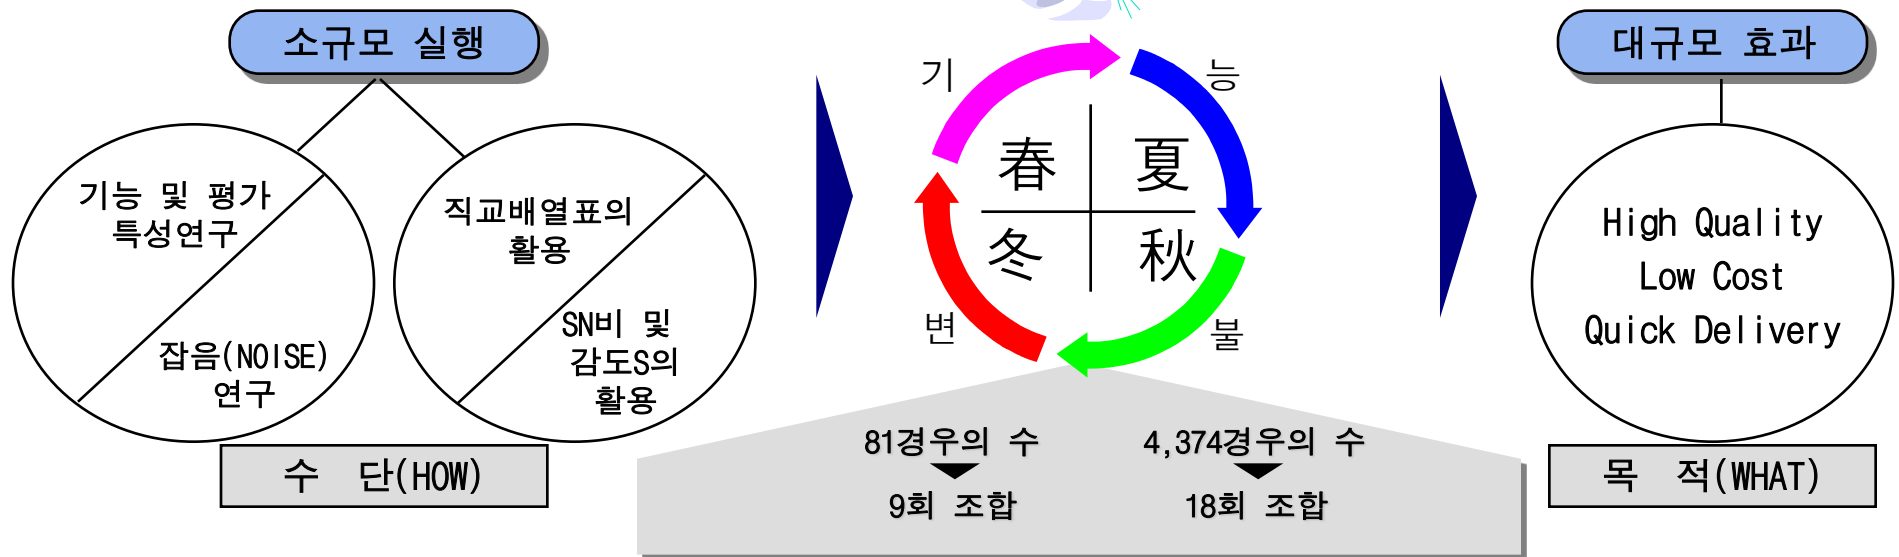 소규모 실행
기능 및 평가
특성연구
잡음(NOISE)
연구
직교배열표의
활용
SN비 및
감도S의
활용
수 단(HOW)
기
능
春
夏
冬
秋
변
불
81경우의 수
9회 조합
4,374경우의 수
18회 조합
대규모 효과
High Quality
Low Cost
Quick Delivery
목 적(WHAT)